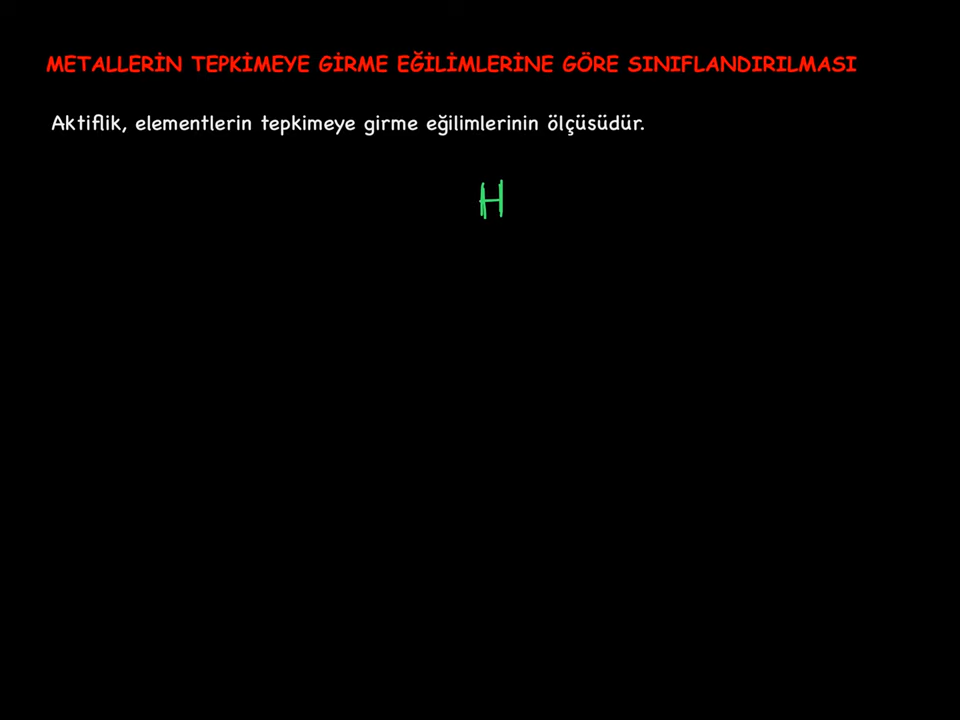 METALLERİN TEPKİMEYE GİRME EĞİLİMLERİNE GÖRE SINIFLANDIRILMASI
Aktiflik, elementlerin tepkimeye girme eğilimlerinin ölçüsüdür.
H